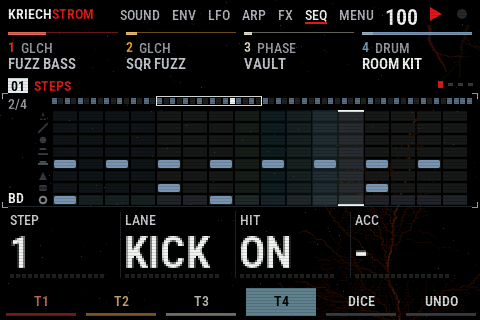 KRIECHSTROM SOUND ENV LFO ARP FX SEQ MENU 100
1 GLCH 2 GLCH 3 PHASE 4 DRUM
FUZZ BASS SQR FUZZ VAULT ROOM KIT
01 STEPS
2/4
BD
STEP LANE HIT ACC
1 KICK ON -
T1 T2 T3 T4 DICE UNDO